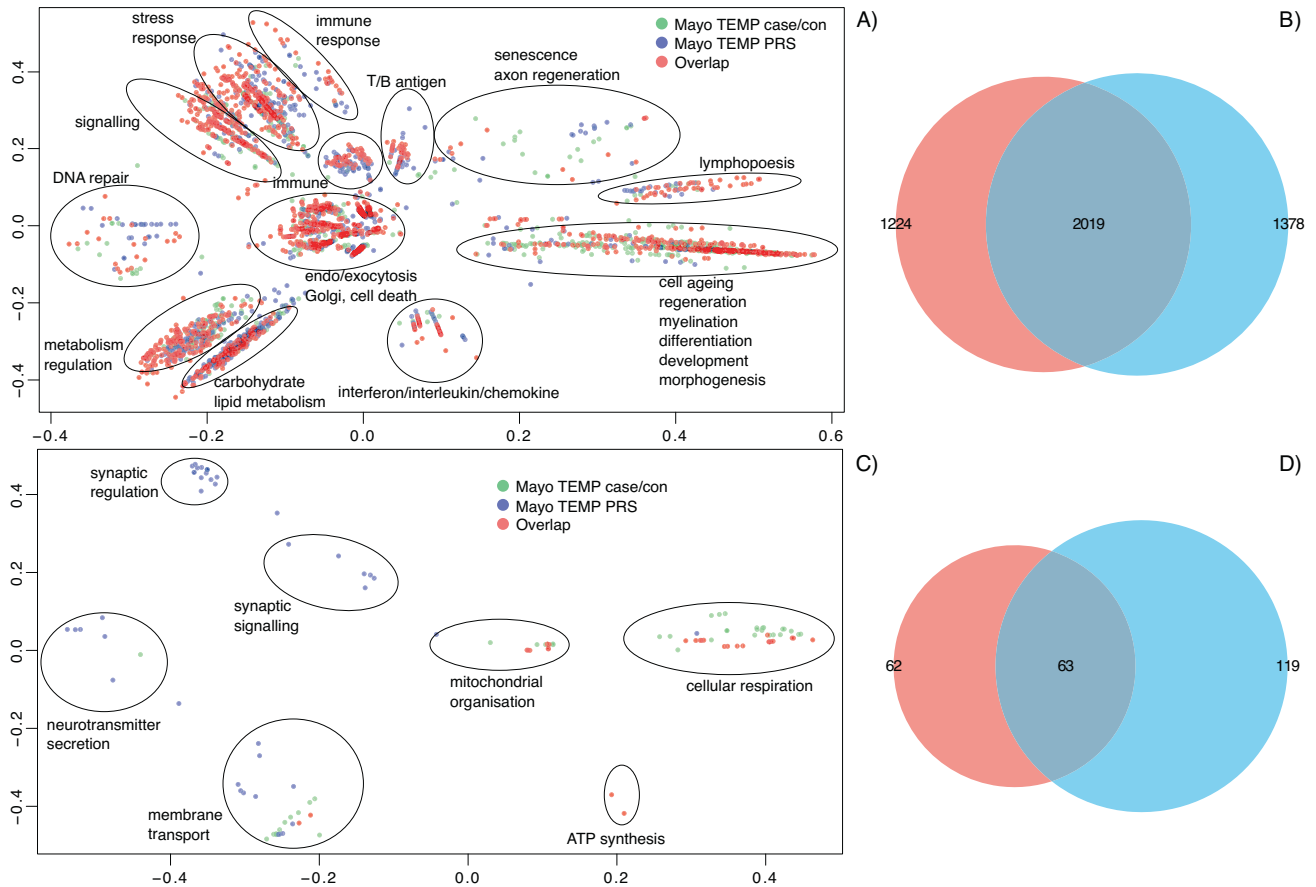 A)
B)
stress
response
immune
response
Mayo TEMP case/con
Mayo TEMP PRS
Overlap
senescence
axon regeneration
T/B antigen
signalling
lymphopoesis
DNA repair
immune
endo/exocytosis
Golgi, cell death
cell ageing
regeneration
myelination
differentiation
development
morphogenesis
metabolism
regulation
carbohydrate
lipid metabolism
interferon/interleukin/chemokine
0.4
0.2
0.0
−0.2
−0.4
−0.4
−0.2
0.0
0.2
0.4
0.6
1224
2019
1378
C)
D)
synaptic
regulation
Mayo TEMP case/con
Mayo TEMP PRS
Overlap
synaptic
signalling
mitochondrial
organisation
cellular respiration
neurotransmitter
secretion
membrane
transport
ATP synthesis
0.4
0.2
0.0
−0.2
−0.4
−0.4
−0.2
0.0
0.2
0.4
62
63
119